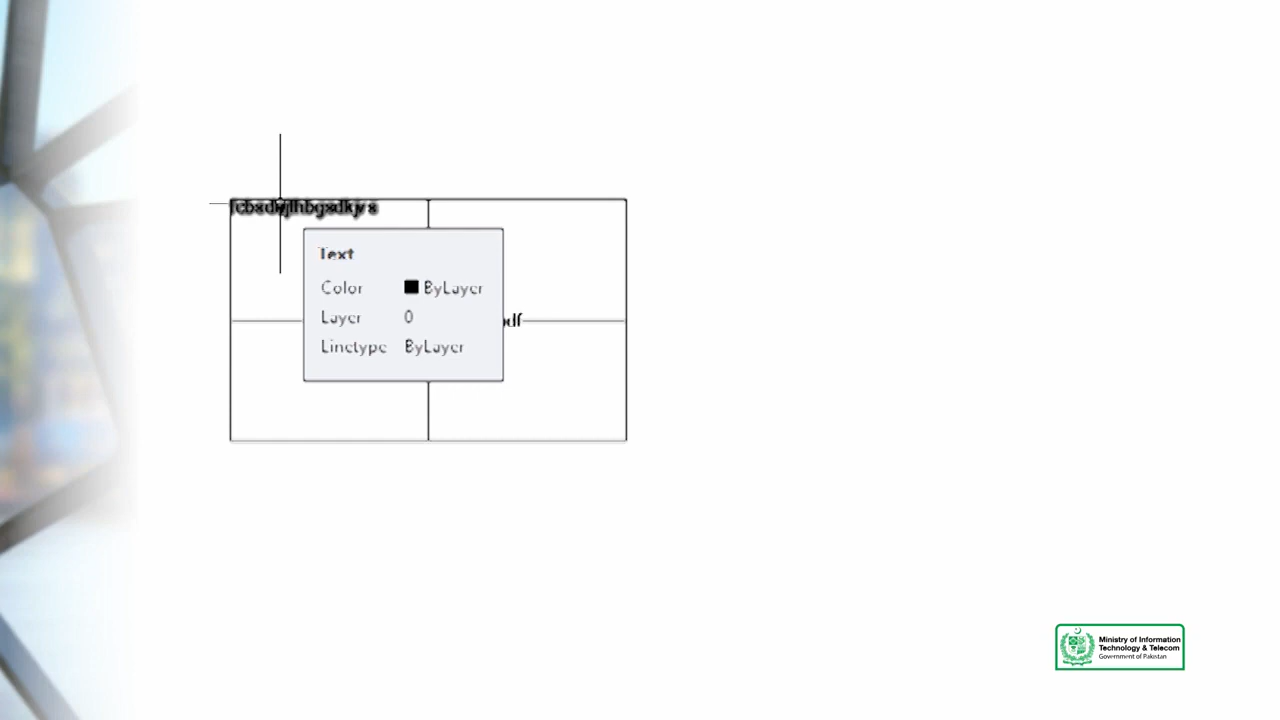 Text
Color ByLayer
Layer 0
Linetype ByLayer
Ministry of Information
Technology & Telecom
Government of Pakistan